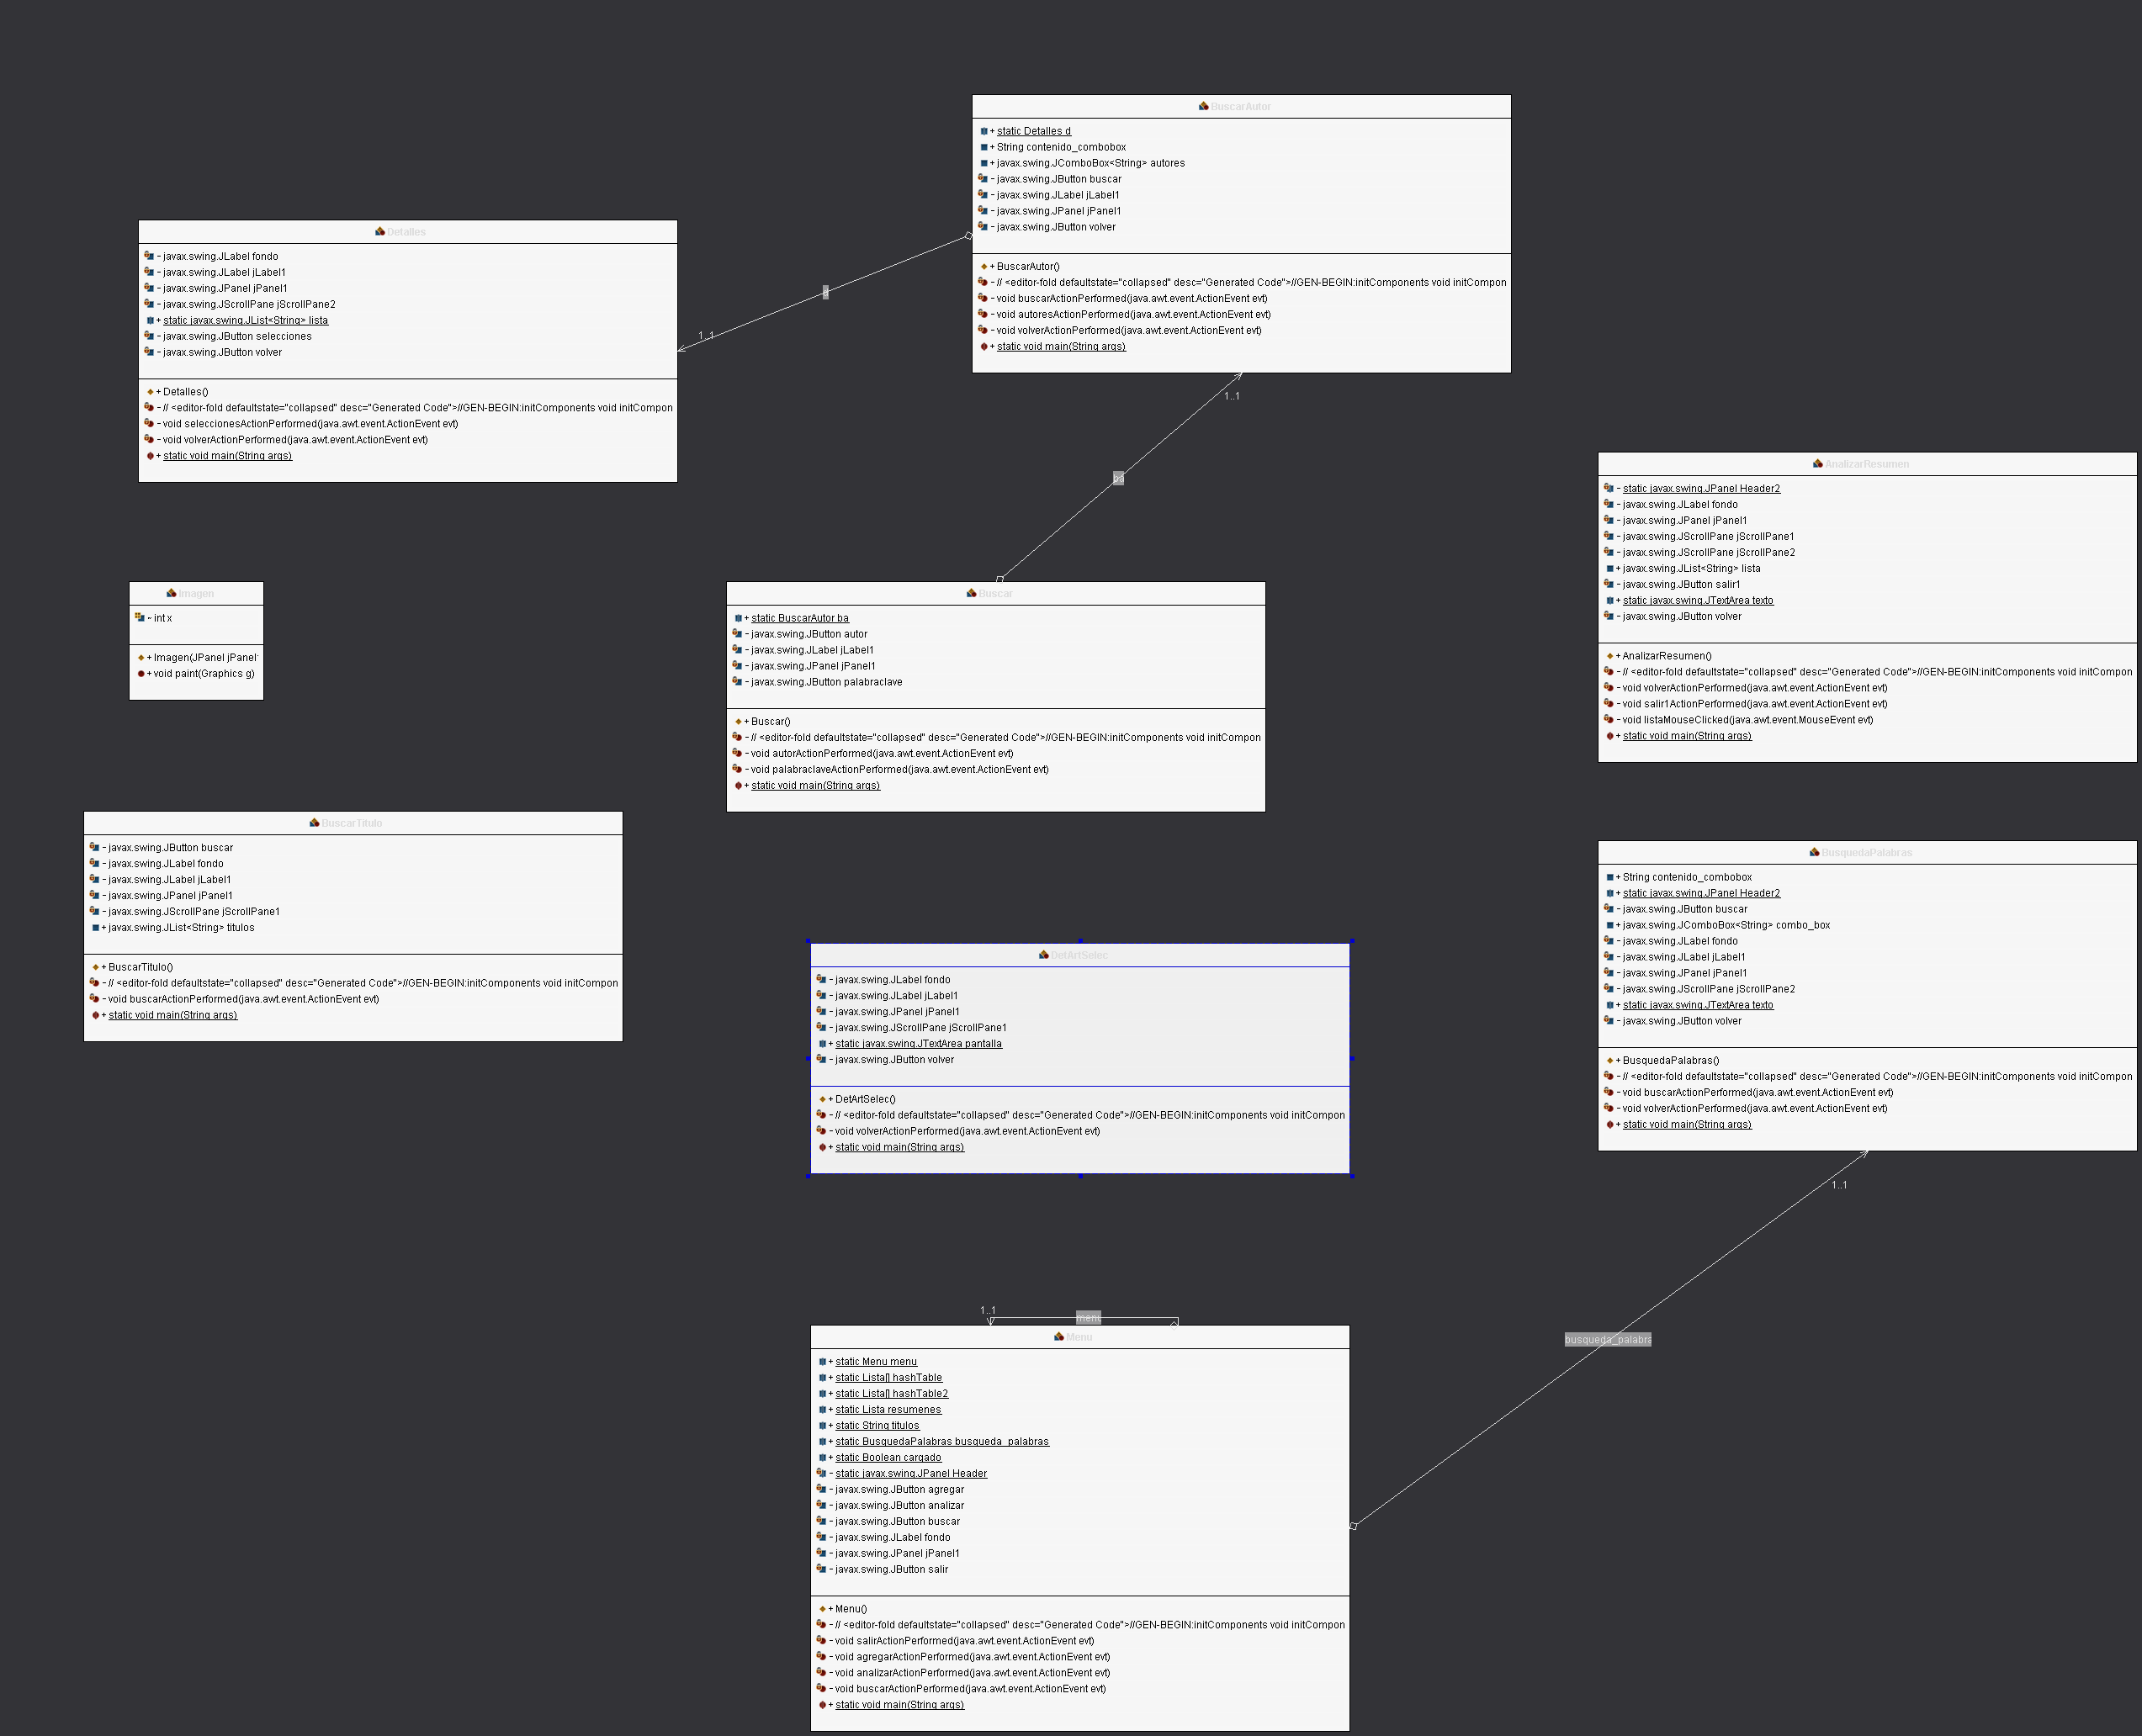 BuscarAutor
+ static Detalles d
+ String contenido_combobox
+ javax.swing.JComboBox<String> autores
- javax.swing.JButton buscar
- javax.swing.JLabel jLabel1
- javax.swing.JPanel jPanel1
- javax.swing.JButton volver
+ BuscarAutor()
- // <editor-fold defaultstate="collapsed" desc="Generated Code">//GEN-BEGIN:initComponents void initCompon
- void buscarActionPerformed(java.awt.event.ActionEvent evt)
- void autoresActionPerformed(java.awt.event.ActionEvent evt)
- void volverActionPerformed(java.awt.event.ActionEvent evt)
+ static void main(String args)
Detalles
- javax.swing.JLabel fondo
- javax.swing.JLabel jLabel1
- javax.swing.JPanel jPanel1
- javax.swing.JScrollPane jScrollPane2
+ static javax.swing.JList<String> lista
- javax.swing.JButton selecciones
- javax.swing.JButton volver
+ Detalles()
- // <editor-fold defaultstate="collapsed" desc="Generated Code">//GEN-BEGIN:initComponents void initCompon
- void seleccionesActionPerformed(java.awt.event.ActionEvent evt)
- void volverActionPerformed(java.awt.event.ActionEvent evt)
+ static void main(String args)
1..1
1..1
ba
AnalizarResumen
- static javax.swing.JPanel Header2
- javax.swing.JLabel fondo
- javax.swing.JPanel jPanel1
- javax.swing.JScrollPane jScrollPane1
- javax.swing.JScrollPane jScrollPane2
+ javax.swing.JList<String> lista
- javax.swing.JButton salir1
+ static javax.swing.JTextArea texto
- javax.swing.JButton volver
+ AnalizarResumen()
- // <editor-fold defaultstate="collapsed" desc="Generated Code">//GEN-BEGIN:initComponents void initCompon
- void volverActionPerformed(java.awt.event.ActionEvent evt)
- void salir1ActionPerformed(java.awt.event.ActionEvent evt)
- void listaMouseClicked(java.awt.event.MouseEvent evt)
+ static void main(String args)
Imagen
~ int x
+ Imagen(JPanel jPanel
+ void paint(Graphics g)
Buscar
+ static BuscarAutor ba
- javax.swing.JButton autor
- javax.swing.JLabel jLabel1
- javax.swing.JPanel jPanel1
- javax.swing.JButton palabraclave
+ Buscar()
- // <editor-fold defaultstate="collapsed" desc="Generated Code">//GEN-BEGIN:initComponents void initCompon
- void autorActionPerformed(java.awt.event.ActionEvent evt)
- void palabraclaveActionPerformed(java.awt.event.ActionEvent evt)
+ static void main(String args)
BuscarTitulo
- javax.swing.JButton buscar
- javax.swing.JLabel fondo
- javax.swing.JLabel jLabel1
- javax.swing.JPanel jPanel1
- javax.swing.JScrollPane jScrollPane1
+ javax.swing.JList<String> titulos
+ BuscarTitulo()
- // <editor-fold defaultstate="collapsed" desc="Generated Code">//GEN-BEGIN:initComponents void initCompon
- void buscarActionPerformed(java.awt.event.ActionEvent evt)
+ static void main(String args)
BusquedaPalabras
+ String contenido_combobox
+ static javax.swing.JPanel Header2
- javax.swing.JButton buscar
+ javax.swing.JComboBox<String> combo_box
- javax.swing.JLabel fondo
- javax.swing.JLabel jLabel1
- javax.swing.JPanel jPanel1
- javax.swing.JScrollPane jScrollPane2
+ static javax.swing.JTextArea texto
- javax.swing.JButton volver
+ BusquedaPalabras()
- // <editor-fold defaultstate="collapsed" desc="Generated Code">//GEN-BEGIN:initComponents void initCompon
- void buscarActionPerformed(java.awt.event.ActionEvent evt)
- void volverActionPerformed(java.awt.event.ActionEvent evt)
+ static void main(String args)
DetArtSelec
- javax.swing.JLabel fondo
- javax.swing.JLabel jLabel1
- javax.swing.JPanel jPanel1
- javax.swing.JScrollPane jScrollPane1
+ static javax.swing.JTextArea pantalla
- javax.swing.JButton volver
+ DetArtSelec()
- // <editor-fold defaultstate="collapsed" desc="Generated Code">//GEN-BEGIN:initComponents void initCompon
- void volverActionPerformed(java.awt.event.ActionEvent evt)
+ static void main(String args)
1..1
1..1
menu
busqueda_palabra
Menu
+ static Menu menu
+ static Lista[] hashTable
+ static Lista[] hashTable2
+ static Lista resumenes
+ static String titulos
+ static BusquedaPalabras busqueda_palabras
+ static Boolean cargado
- static javax.swing.JPanel Header
- javax.swing.JButton agregar
- javax.swing.JButton analizar
- javax.swing.JButton buscar
- javax.swing.JLabel fondo
- javax.swing.JPanel jPanel1
- javax.swing.JButton salir
+ Menu()
- // <editor-fold defaultstate="collapsed" desc="Generated Code">//GEN-BEGIN:initComponents void initCompon
- void salirActionPerformed(java.awt.event.ActionEvent evt)
- void agregarActionPerformed(java.awt.event.ActionEvent evt)
- void analizarActionPerformed(java.awt.event.ActionEvent evt)
- void buscarActionPerformed(java.awt.event.ActionEvent evt)
+ static void main(String args)